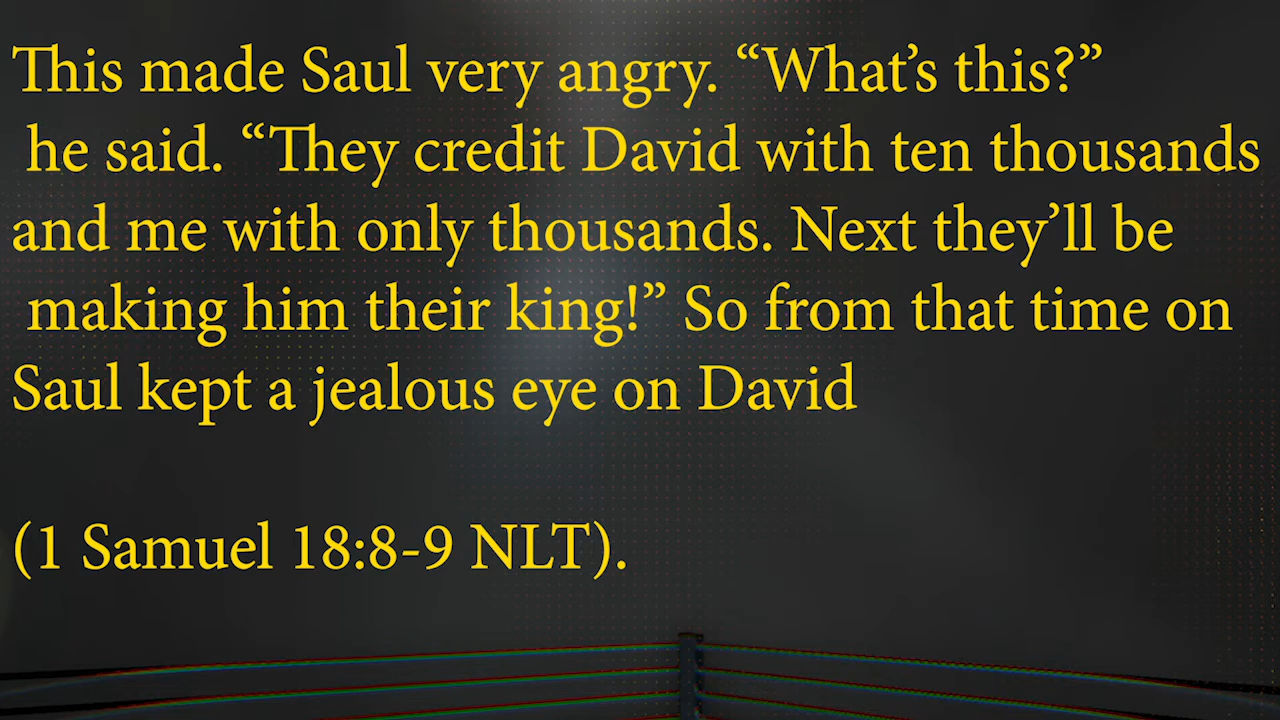 This made Saul very angry. “What’s this?”
he said. “They credit David with ten thousands
and me with only thousands. Next they’ll be
making him their king!” So from that time on
Saul kept a jealous eye on David
(1 Samuel 18:8-9 NLT).